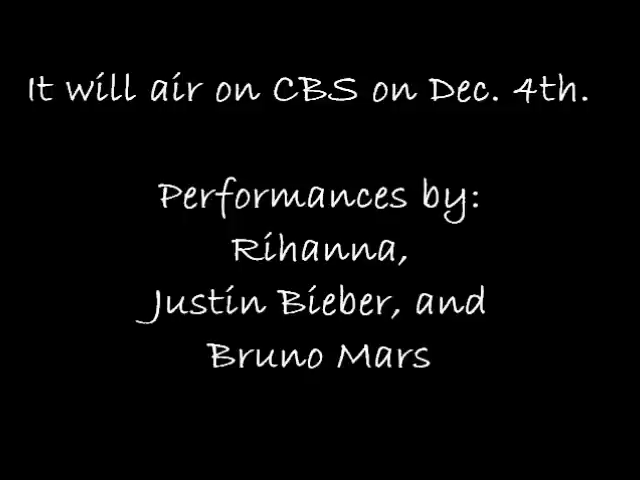 It will air on CBS on Dec. 4th.
Performances by:
Rihanna,
Justin Bieber, and
Bruno Mars